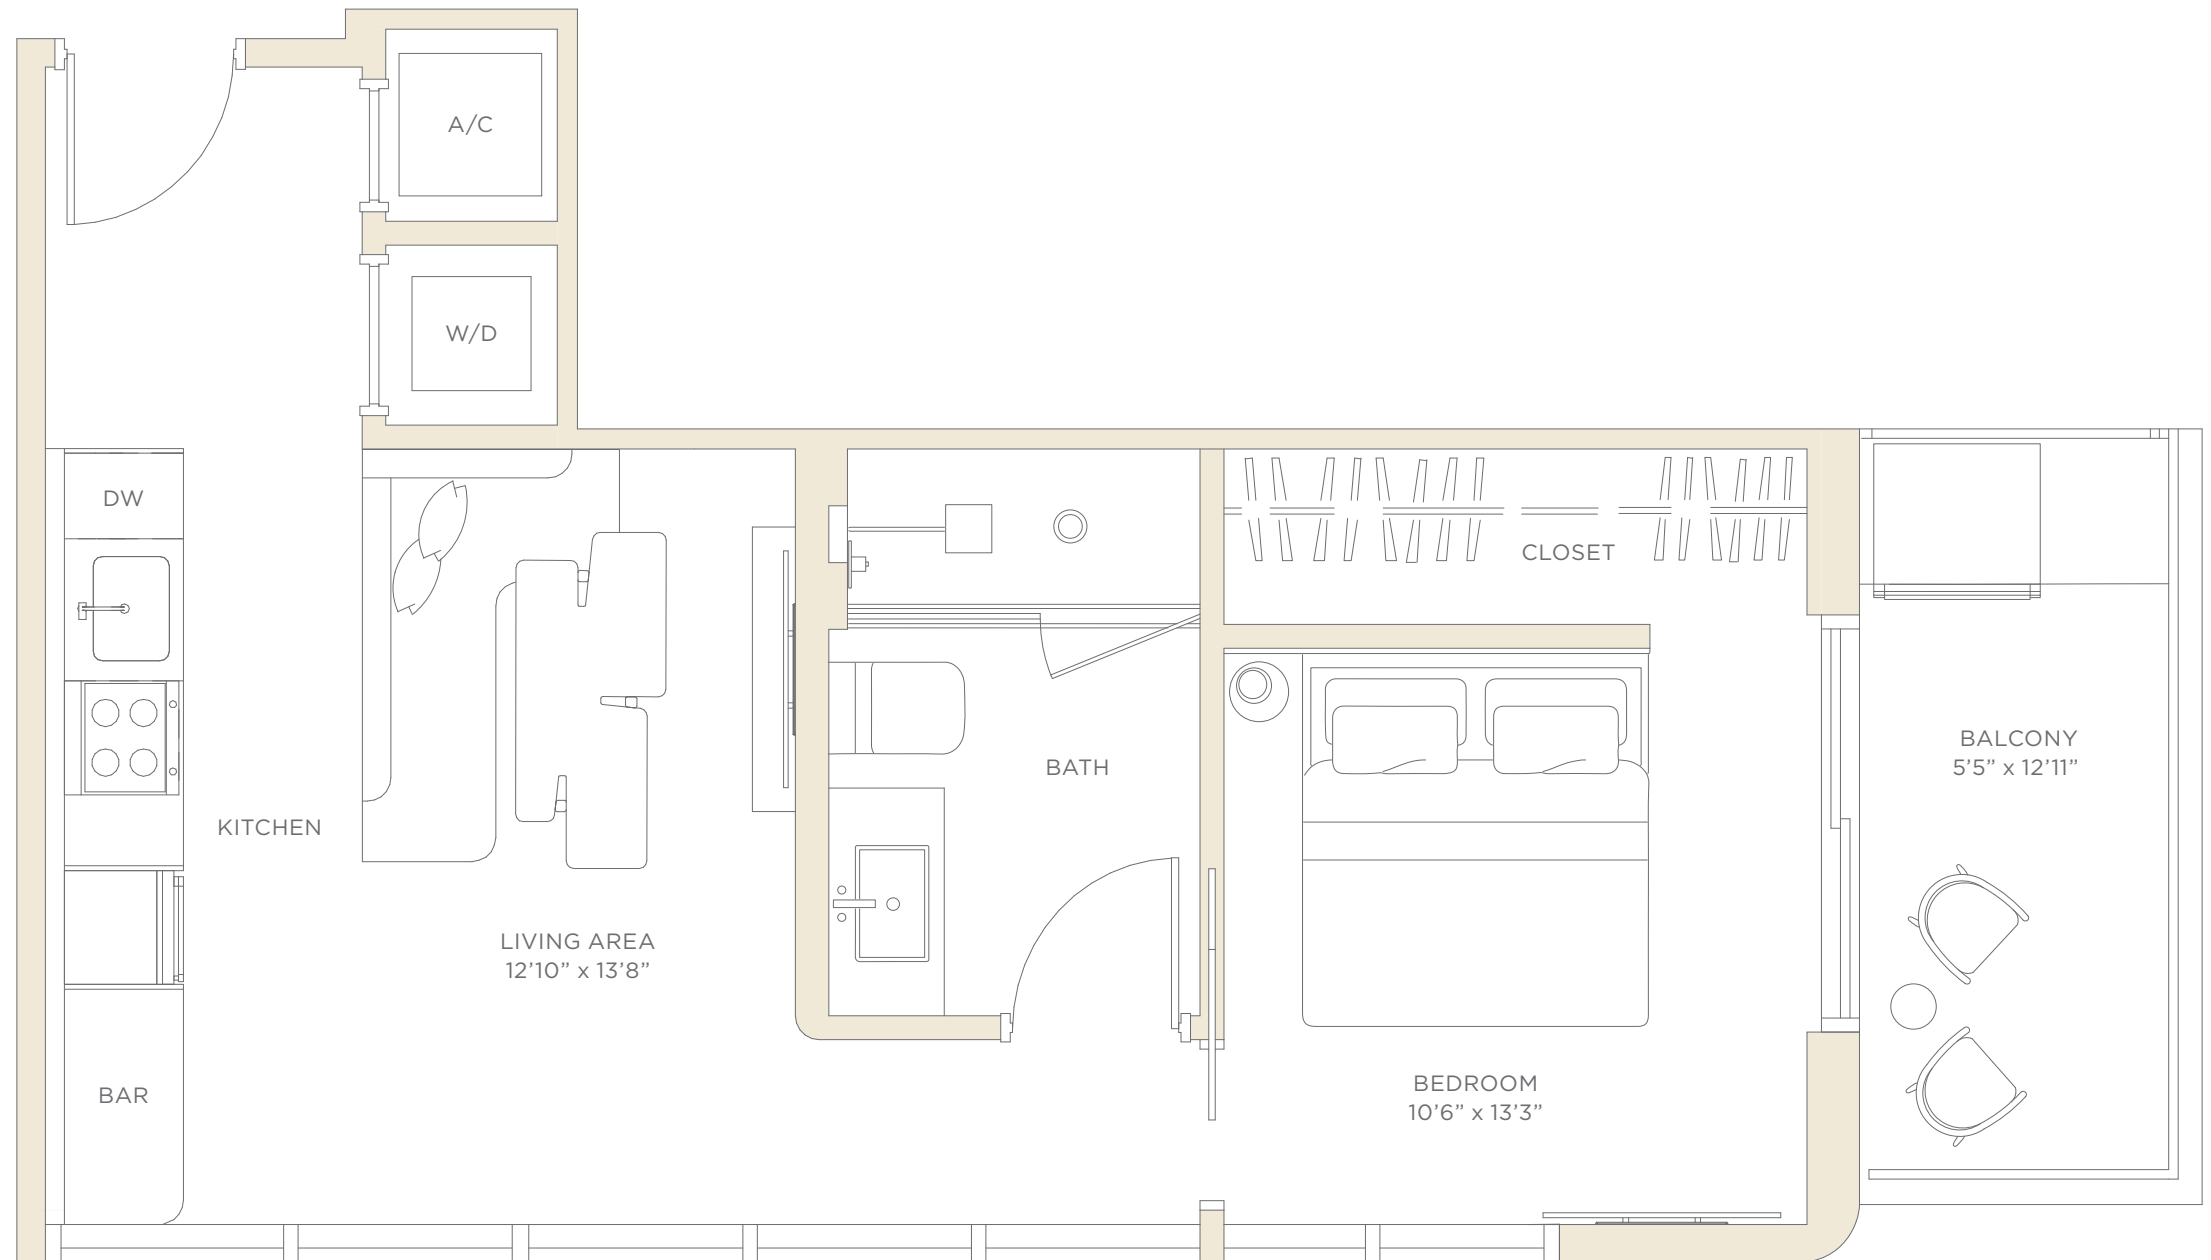 A/C
W/D
DW
CLOSET
BALCONY
5’5” x 12’11”
BATH
KITCHEN
LIVING AREA
12’10” x 13’8”
BEDROOM
10’6” x 13’3”
BAR